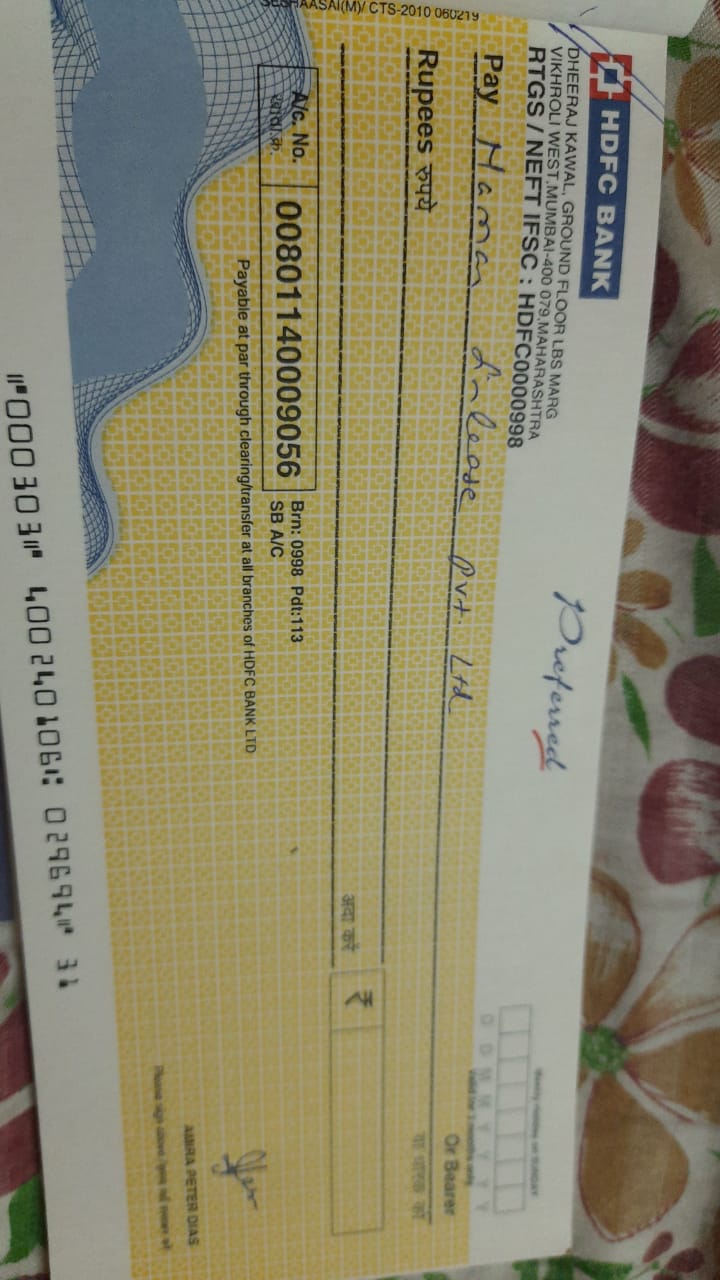 SESHAASAI(M)/ CTS-2010 060219
HDFC BANK
DHEERAJ KAWAL, GROUND FLOOR LBS MARG
VIKHROLI WEST,MUMBAI-400 079,MAHARASHTRA
RTGS / NEFT IFSC : HDFC0000998
Preferred
D D M M Y Y Y Y
Valid for 3 months only
Pay Maman Finlease Pvt. Ltd
Or Bearer
या धारक को
Rupees रुपये
अदा करें ₹
A/c. No. 00801140009056
खाता क्र.
Brn: 0998 Pdt:113
SB A/C
Payable at par through clearing/transfer at all branches of HDFC BANK LTD
PETER DIAS
Please sign above
⑈000303⑈ 400240106⑆ 029694⑈ 31